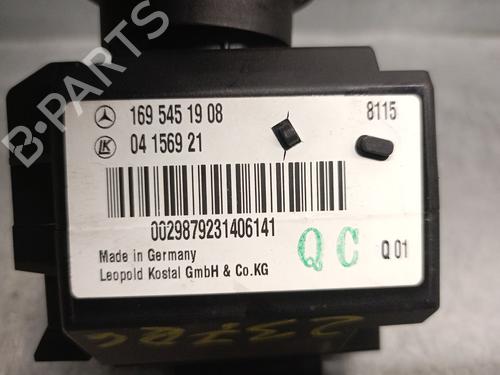 169 545 19 08 8115
LK 04 1569 21
0029879231406141
Made in Germany QC Q 01
Leopold Kostal GmbH & Co.KG
B-PARTS